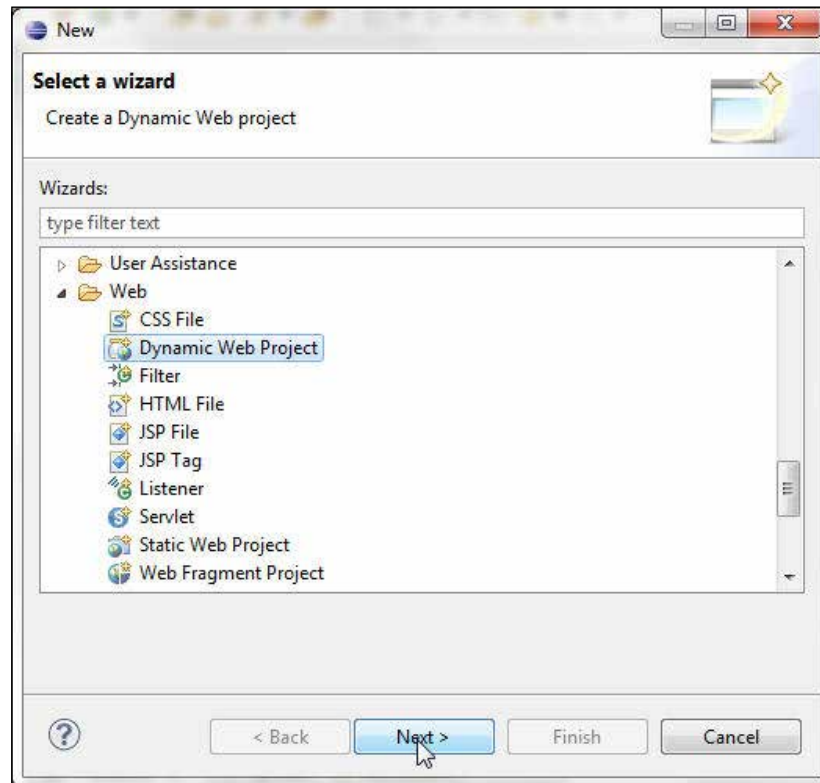 New
Select a wizard
Create a Dynamic Web project
Wizards:
type filter text
User Assistance
Web
CSS File
Dynamic Web Project
Filter
HTML File
JSP File
JSP Tag
Listener
Servlet
Static Web Project
Web Fragment Project
? < Back Next > Finish Cancel